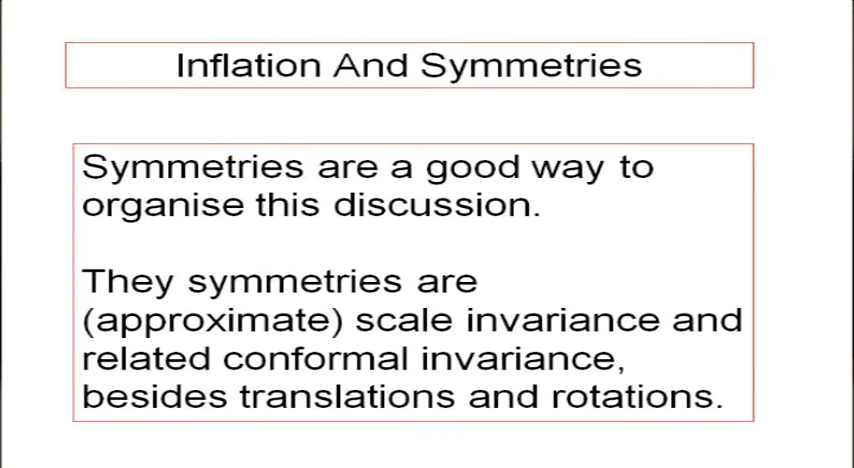 Inflation And Symmetries
Symmetries are a good way to
organise this discussion.
They symmetries are
(approximate) scale invariance and
related conformal invariance,
besides translations and rotations.